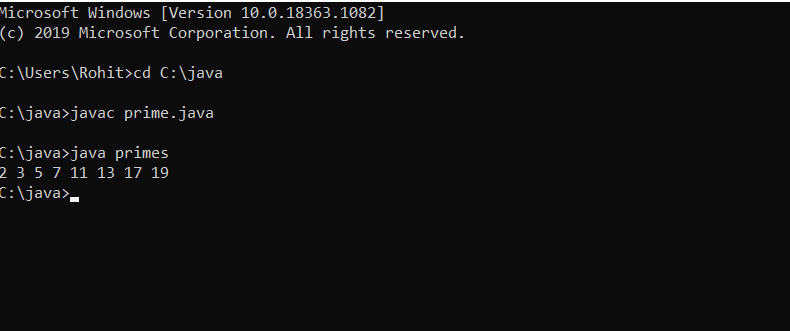 Microsoft Windows [Version 10.0.18363.1082]
(c) 2019 Microsoft Corporation. All rights reserved.
C:\Users\Rohit>cd C:\java
C:\java>javac prime.java
C:\java>java primes
2 3 5 7 11 13 17 19
C:\java>